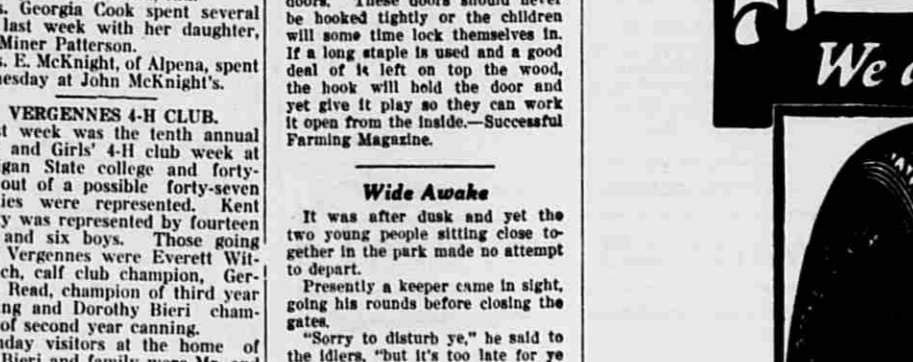 s. Georgia Cook spent several
last week with her daughter,
Miner Patterson.
s. E. McKnight, of Alpena, spent
esday at John McKnight's.
VERGENNES 4-H CLUB.
st week was the tenth annual
and Girls' 4-H club week at
igan State college and forty-
out of a possible forty-seven
ies were represented. Kent
y was represented by fourteen
and six boys. Those going
Vergennes were Everett Wit-
ch, calf club champion, Ger-
Read, champion of third year
ng and Dorothy Bieri cham-
of second year canning.
nday visitors at the home of
Bieri and family were Mr. and
doors. These doors should never
be hooked tightly or the children
will some time lock themselves in.
If a long staple is used and a good
deal of it left on top the wood,
the hook will hold the door and
yet give it play so they can work
it open from the inside.—Successful
Farming Magazine.
Wide Awake
It was after dusk and yet the
two young people sitting close to-
gether in the park made no attempt
to depart.
Presently a keeper came in sight,
going his rounds before closing the
gates.
"Sorry to disturb ye," he said to
the idlers, "but it's too late for ye
We